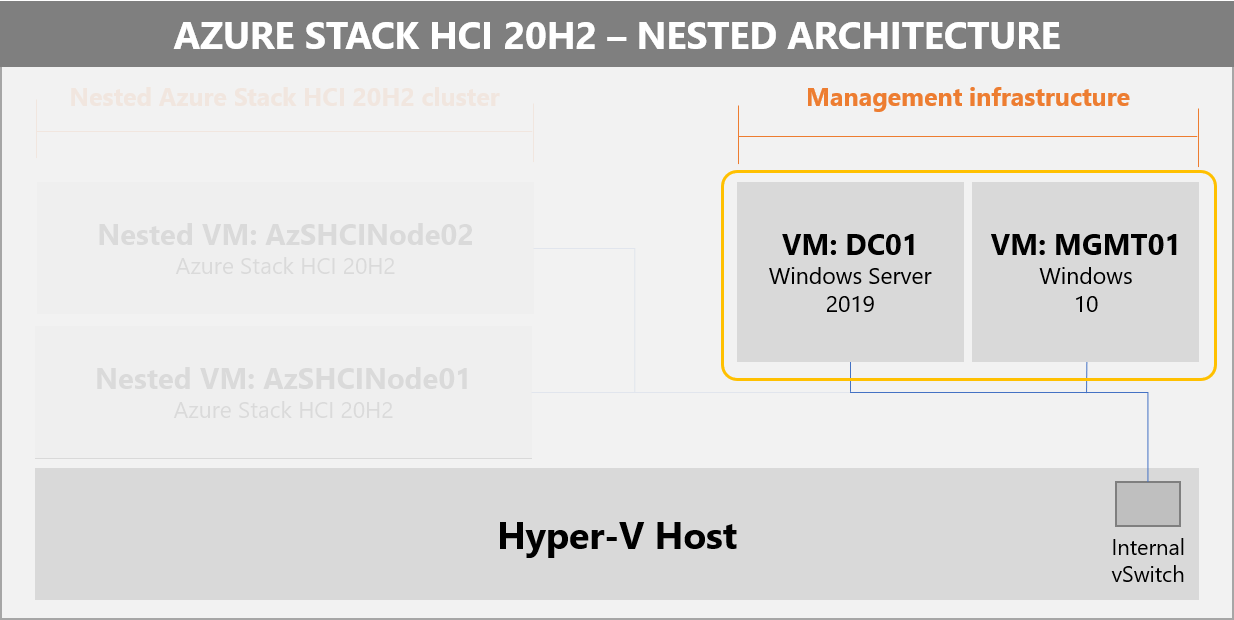 AZURE STACK HCI 20H2 – NESTED ARCHITECTURE
Nested Azure Stack HCI 20H2 cluster
Management infrastructure
Nested VM: AzSHCINode02
Azure Stack HCI 20H2
VM: DC01
Windows Server
2019
VM: MGMT01
Windows
10
Nested VM: AzSHCINode01
Azure Stack HCI 20H2
Hyper-V Host
Internal
vSwitch